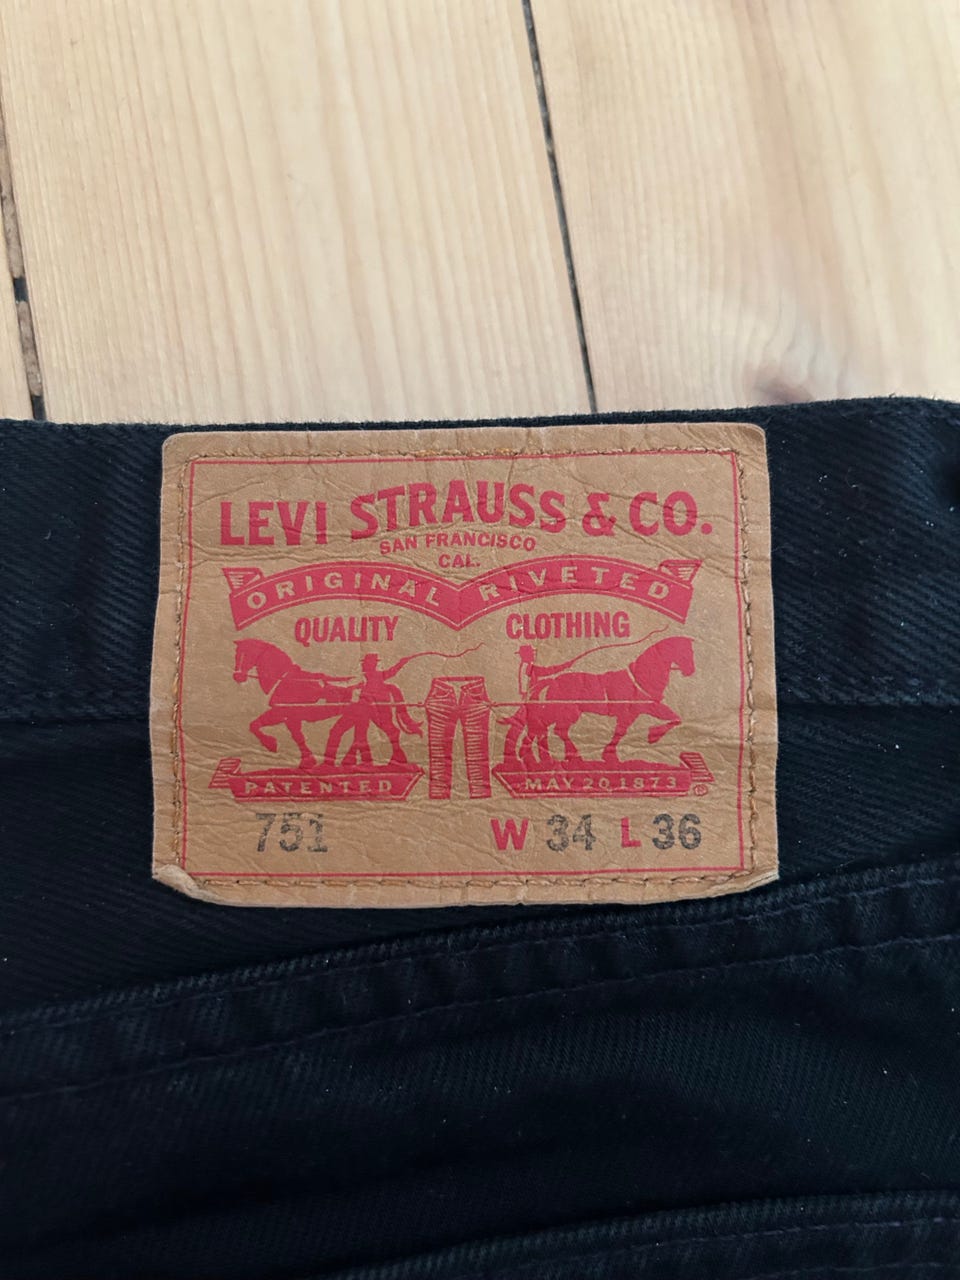 LEVI STRAUSS & CO.
SAN FRANCISCO
CAL.
ORIGINAL RIVETED
QUALITY CLOTHING
PATENTED MAY 20 1873 ®
751 W 34 L 36